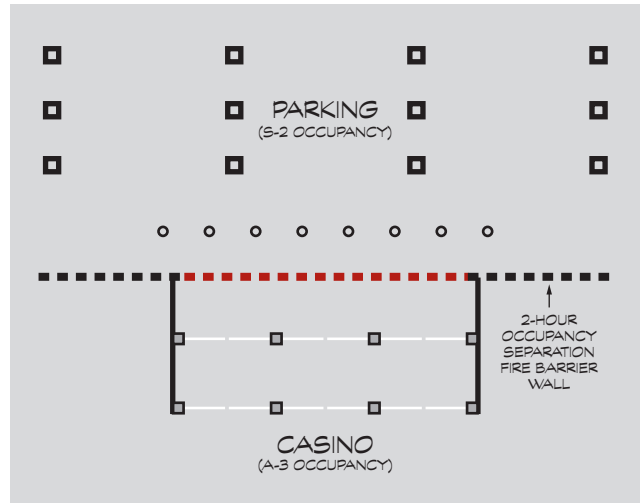 PARKING
(S-2 OCCUPANCY)
2-HOUR
OCCUPANCY
SEPARATION
FIRE BARRIER
WALL
CASINO
(A-3 OCCUPANCY)